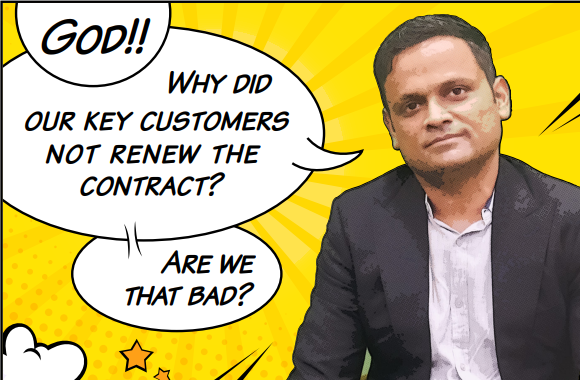 GOD!!
WHY DID
OUR KEY CUSTOMERS
NOT RENEW THE
CONTRACT?
ARE WE
THAT BAD?